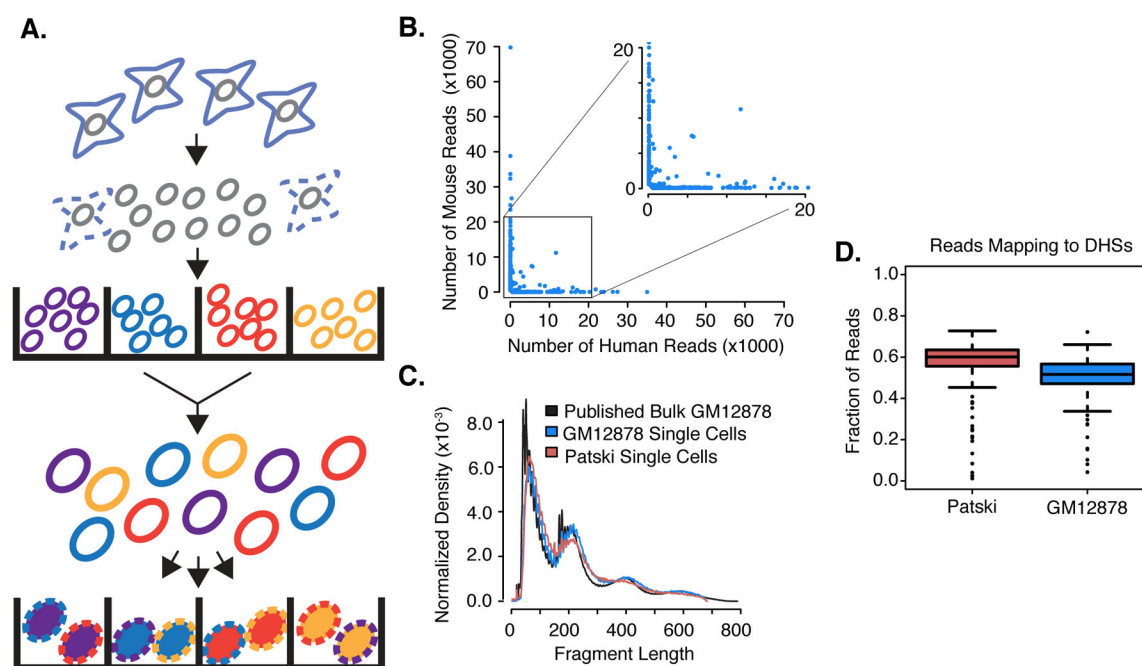 A.
B.
Number of Mouse Reads (x1000)
70
60
50
40
30
20
10
0
0 10 20 30 40 50 60 70
Number of Human Reads (x1000)
20
0
0 20
C.
Normalized Density (x10-3)
8.0
6.0
4.0
2.0
0.0
Published Bulk GM12878
GM12878 Single Cells
Patski Single Cells
0 200 400 600 800
Fragment Length
D.
Reads Mapping to DHSs
Fraction of Reads
1.0
0.8
0.6
0.4
0.2
0.0
Patski GM12878